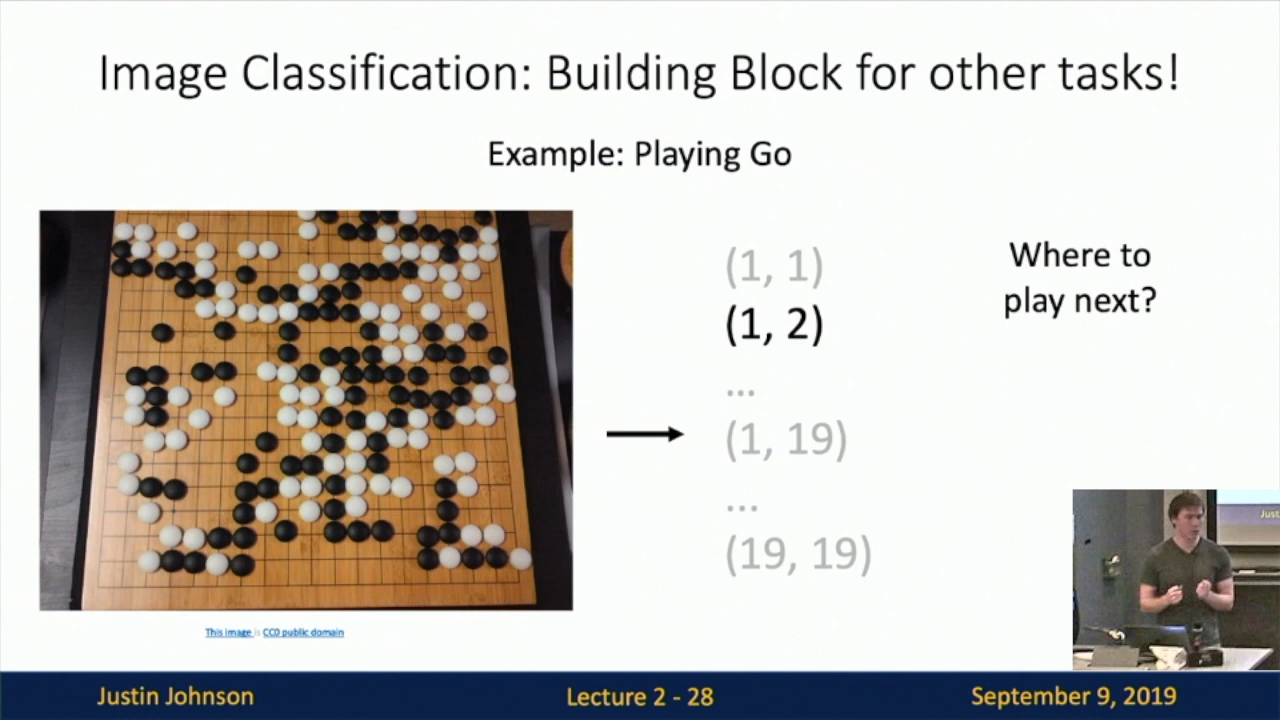 Image Classification: Building Block for other tasks!
Example: Playing Go
(1, 1)
(1, 2)
...
(1, 19)
...
(19, 19)
Where to
play next?
This image is CC0 public domain
Just
Justin Johnson
Lecture 2 - 28
September 9, 2019